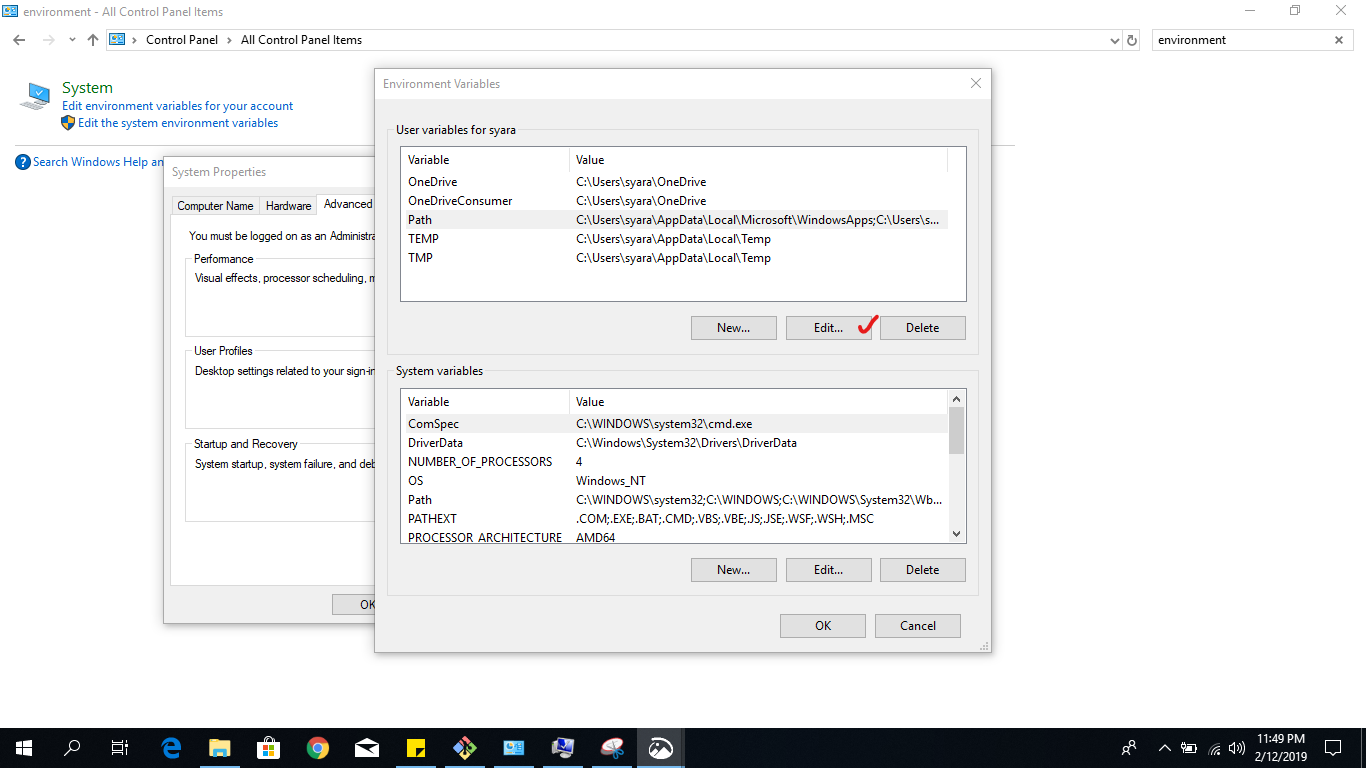 environment - All Control Panel Items
Control Panel > All Control Panel Items
environment
System
Edit environment variables for your account
Edit the system environment variables
Search Windows Help an
System Properties
Computer Name Hardware Advanced
You must be logged on as an Administra
Performance
Visual effects, processor scheduling, m
User Profiles
Desktop settings related to your sign-in
Startup and Recovery
System startup, system failure, and deb
OK
Environment Variables
User variables for syara
Variable Value
OneDrive C:\Users\syara\OneDrive
OneDriveConsumer C:\Users\syara\OneDrive
Path C:\Users\syara\AppData\Local\Microsoft\WindowsApps;C:\Users\s...
TEMP C:\Users\syara\AppData\Local\Temp
TMP C:\Users\syara\AppData\Local\Temp
New... Edit... Delete
System variables
Variable Value
ComSpec C:\WINDOWS\system32\cmd.exe
DriverData C:\Windows\System32\Drivers\DriverData
NUMBER_OF_PROCESSORS 4
OS Windows_NT
Path C:\WINDOWS\system32;C:\WINDOWS;C:\WINDOWS\System32\Wb...
PATHEXT .COM;.EXE;.BAT;.CMD;.VBS;.VBE;.JS;.JSE;.WSF;.WSH;.MSC
PROCESSOR_ARCHITECTURE AMD64
New... Edit... Delete
OK Cancel
11:49 PM
2/12/2019